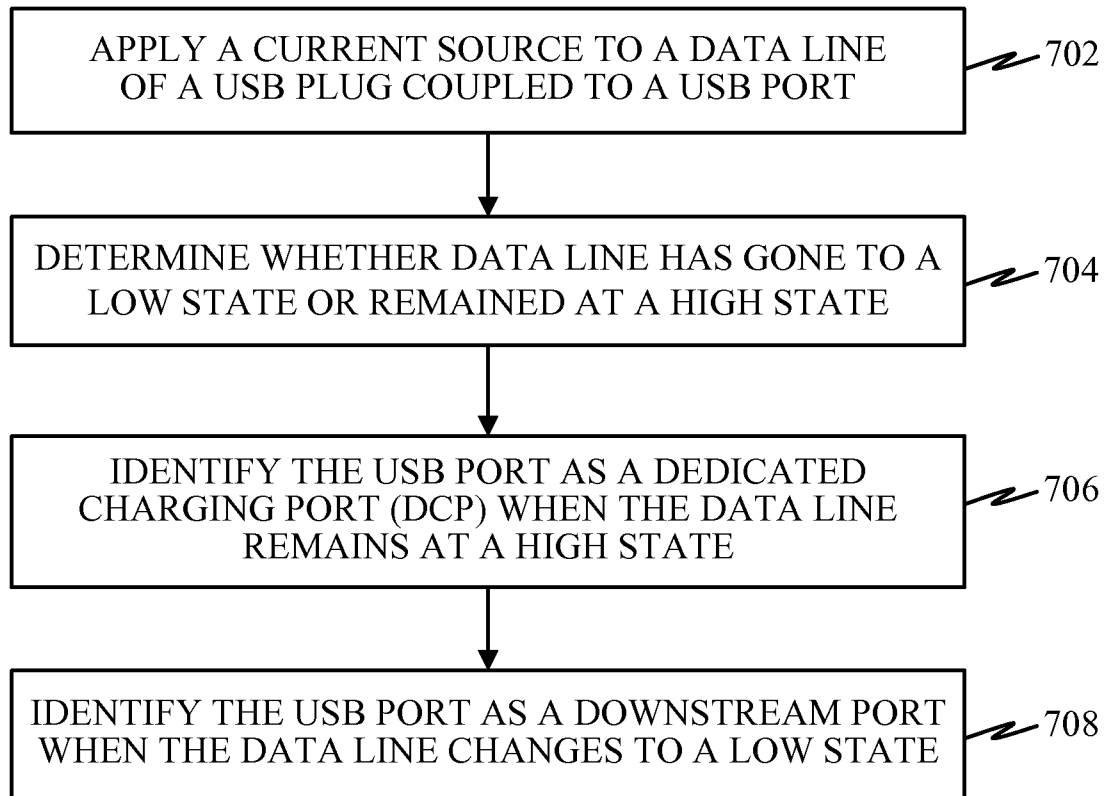 APPLY A CURRENT SOURCE TO A DATA LINE
OF A USB PLUG COUPLED TO A USB PORT
702
DETERMINE WHETHER DATA LINE HAS GONE TO A
LOW STATE OR REMAINED AT A HIGH STATE
704
IDENTIFY THE USB PORT AS A DEDICATED
CHARGING PORT (DCP) WHEN THE DATA LINE
REMAINS AT A HIGH STATE
706
IDENTIFY THE USB PORT AS A DOWNSTREAM PORT
WHEN THE DATA LINE CHANGES TO A LOW STATE
708